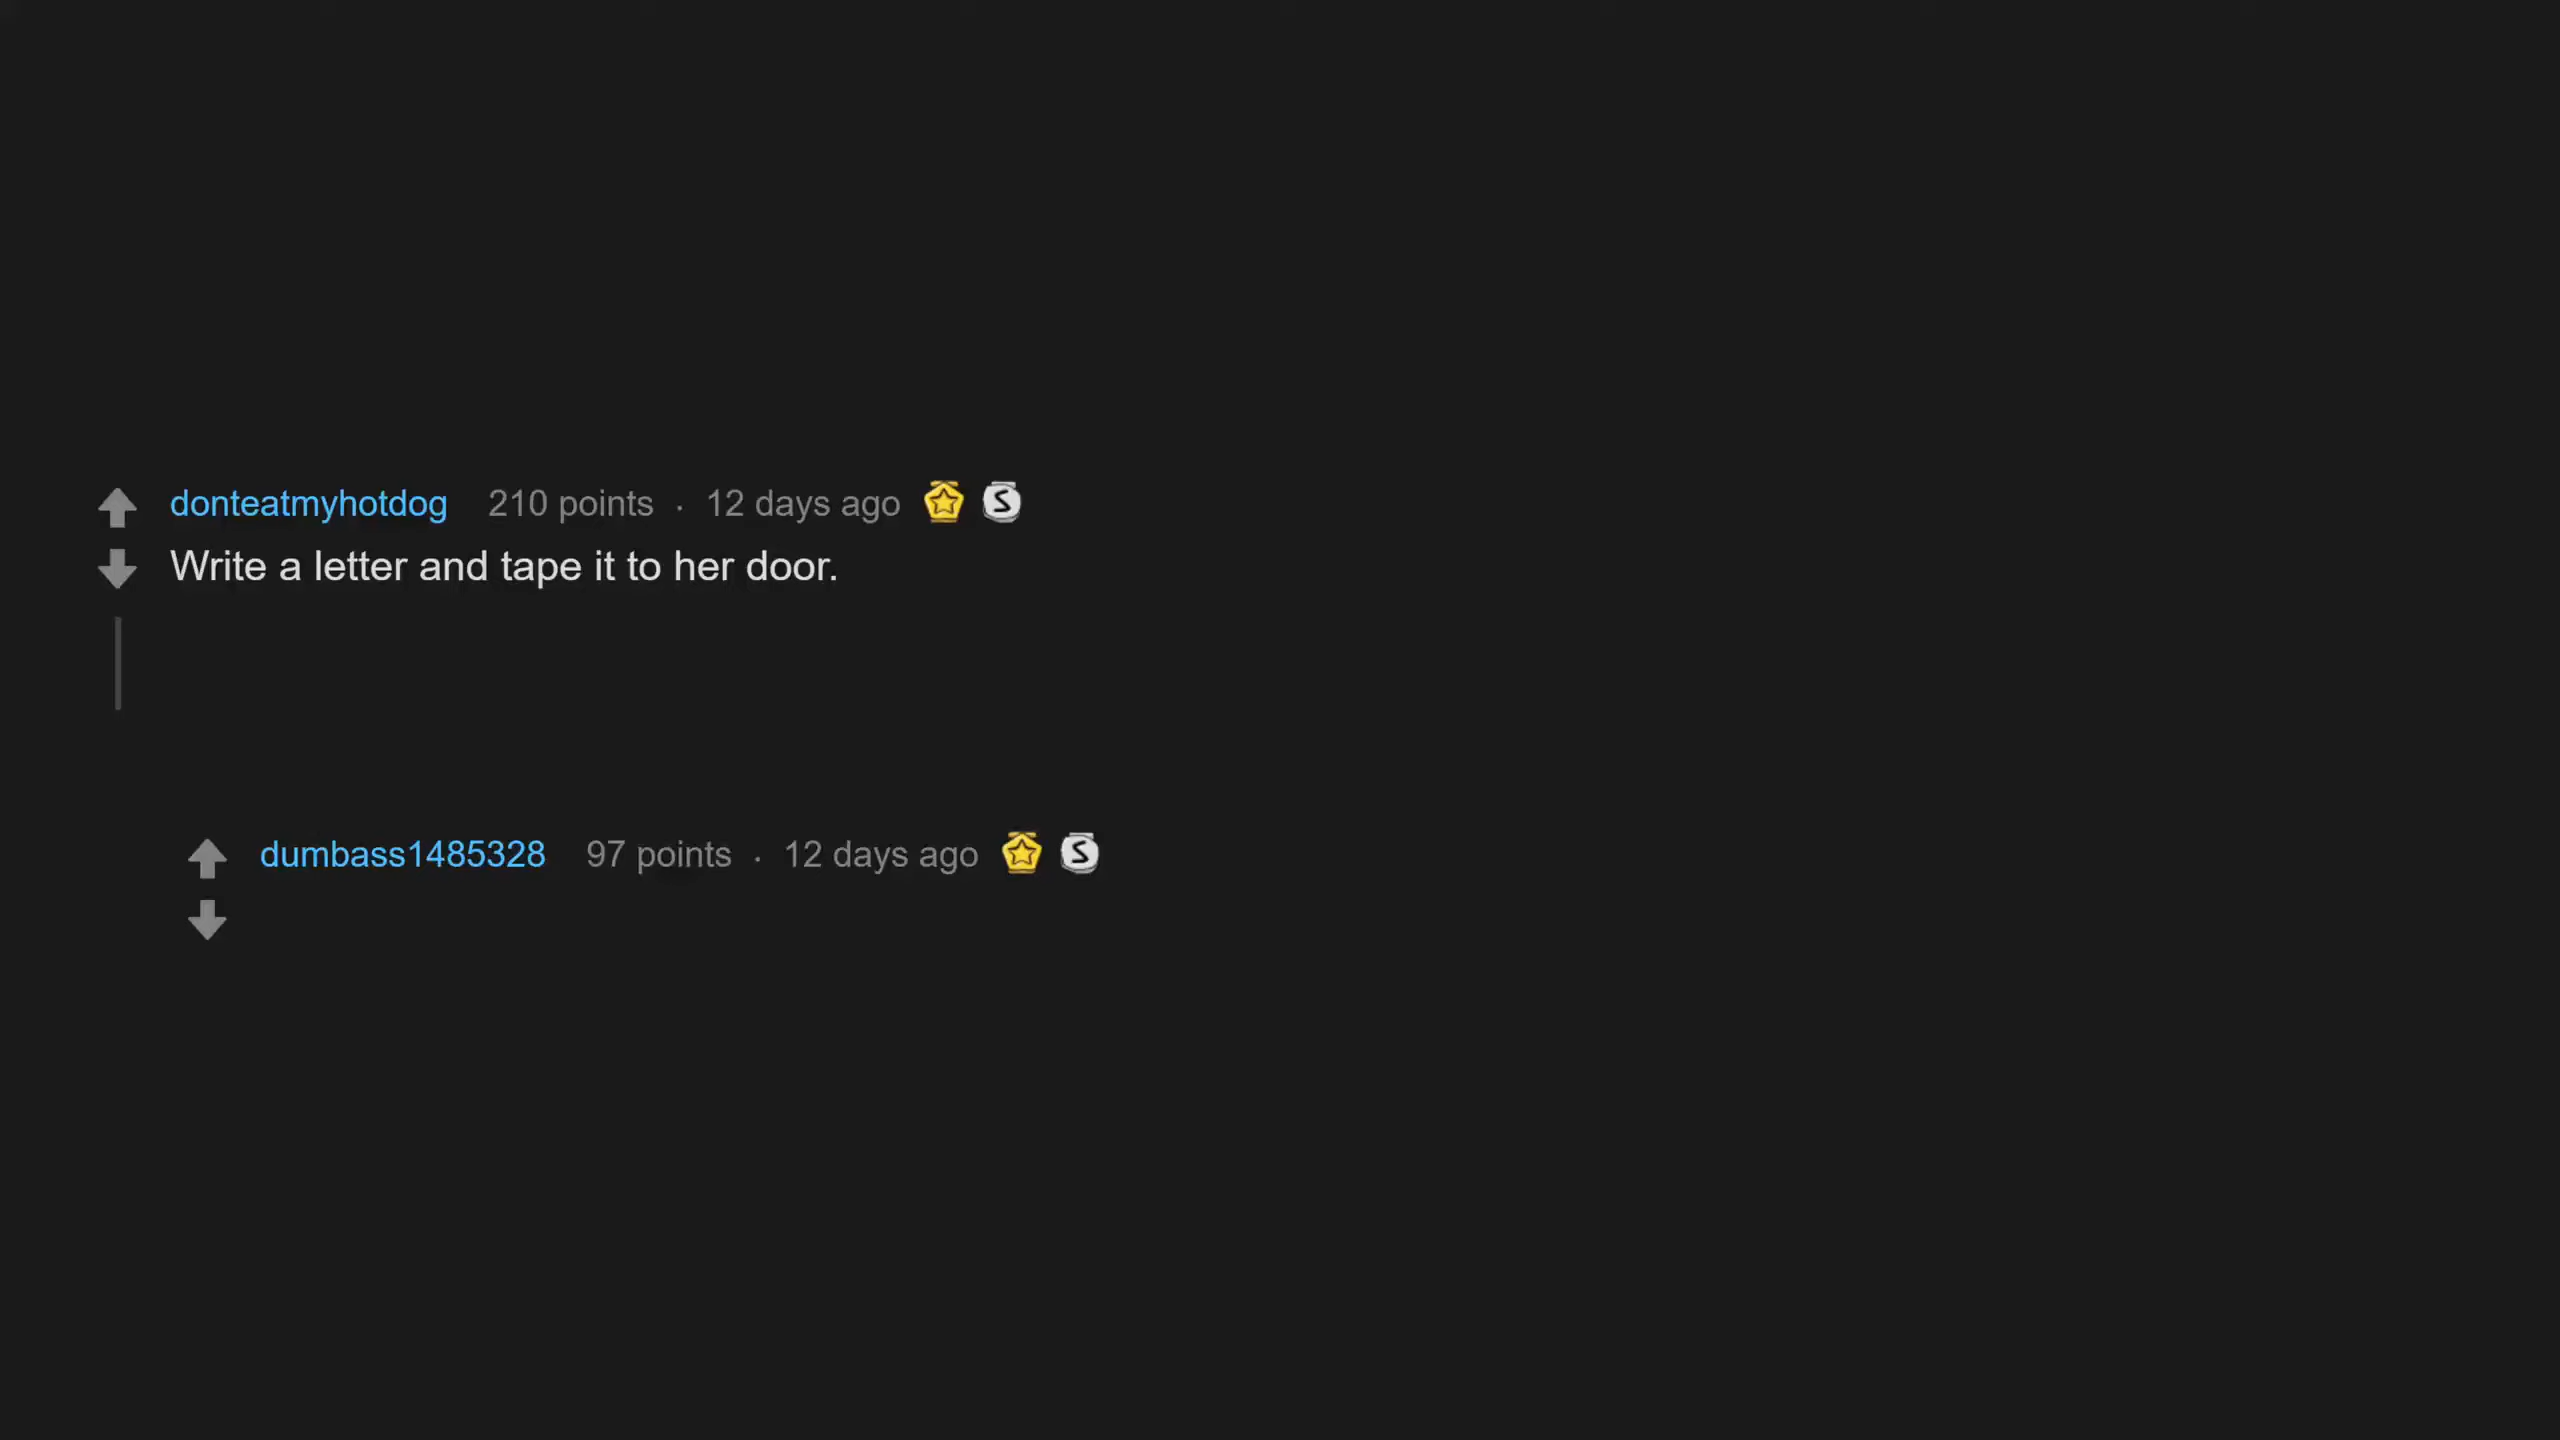 donteatmyhotdog 210 points · 12 days ago
Write a letter and tape it to her door.
dumbass1485328 97 points · 12 days ago